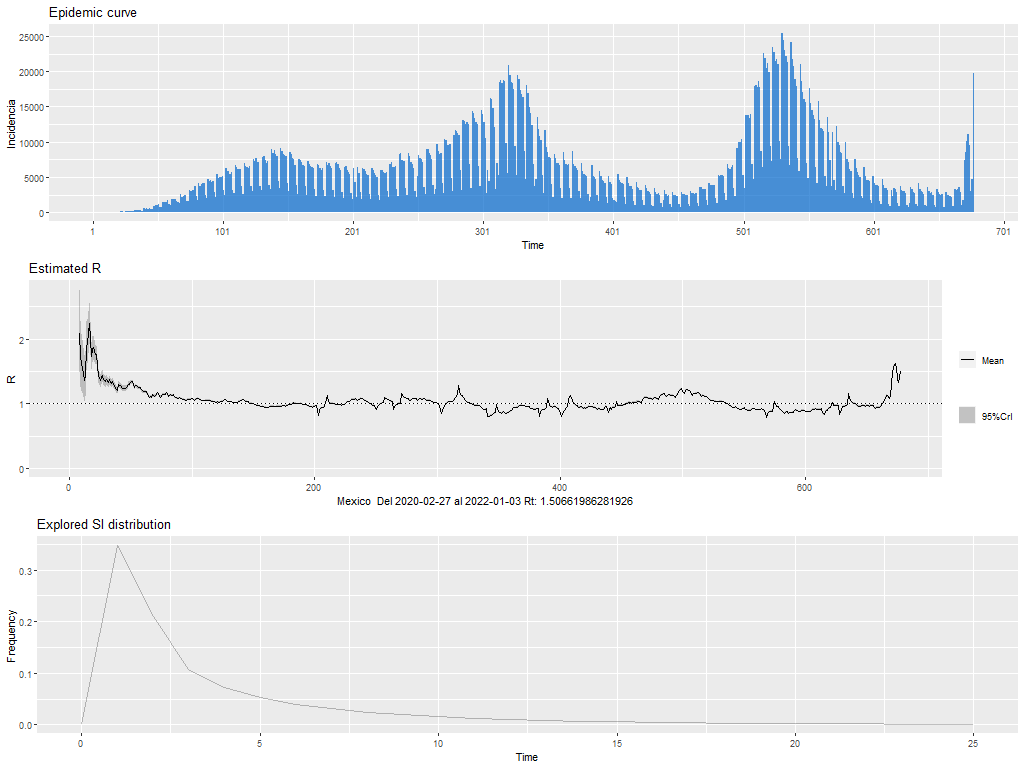 Epidemic curve
25000
20000
15000
10000
5000
0
Incidencia
1
101
201
301
401
501
601
701
Time
Estimated R
2
1
0
R
Mean
95%CrI
0
200
400
600
Mexico Del 2020-02-27 al 2022-01-03 Rt: 1.50661986281926
Explored SI distribution
0.3
0.2
0.1
0.0
Frequency
0
5
10
15
20
25
Time